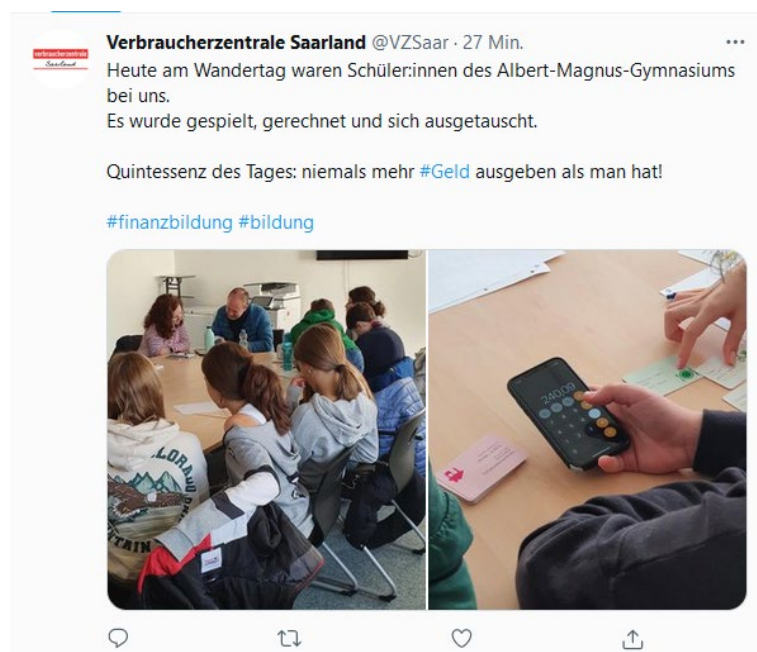 verbraucherzentrale
Saarland
Verbraucherzentrale Saarland @VZSaar · 27 Min.
Heute am Wandertag waren Schüler:innen des Albert-Magnus-Gymnasiums
bei uns.
Es wurde gespielt, gerechnet und sich ausgetauscht.
Quintessenz des Tages: niemals mehr #Geld ausgeben als man hat!
#finanzbildung #bildung
240,09